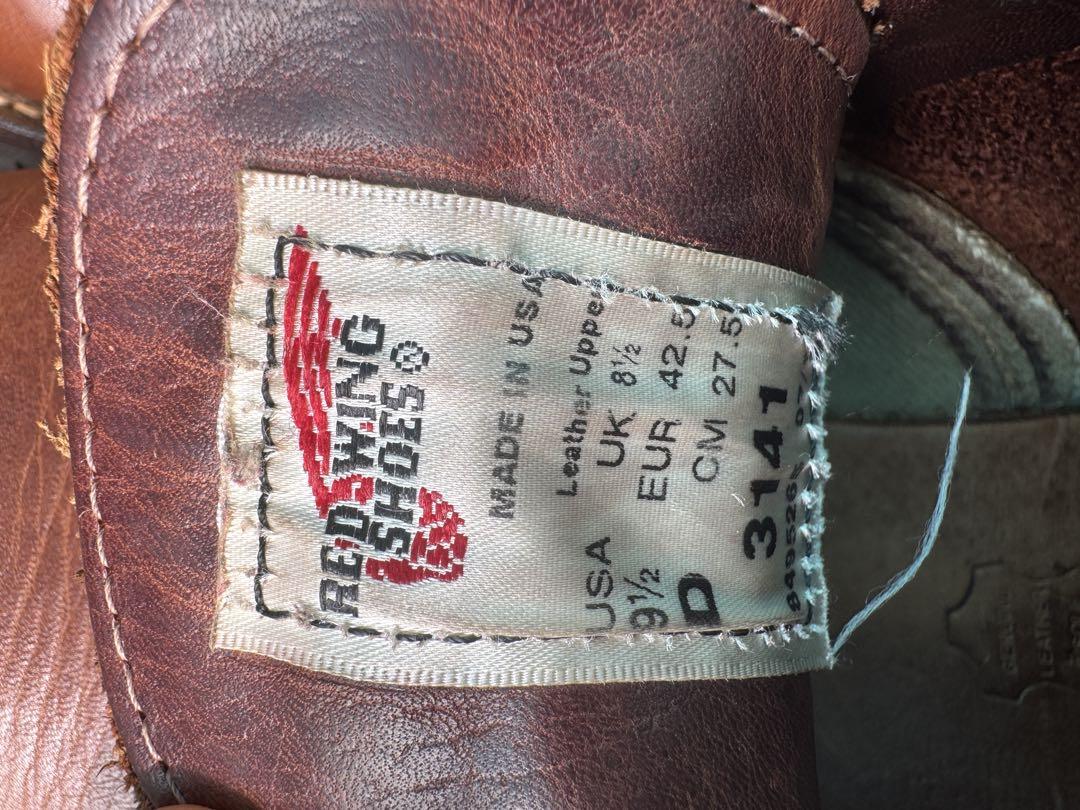 RED WING
SHOES®
MADE IN USA
Leather Upper
USA UK 8½
9½ EUR 42.5
D CM 27.5
3141